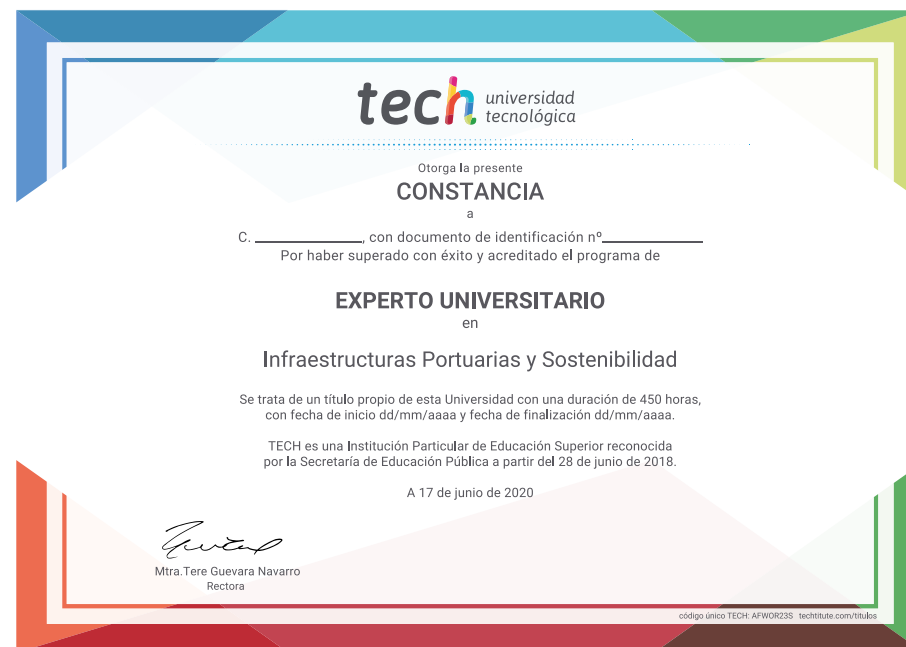 tech universidad
tecnológica
Otorga la presente
CONSTANCIA
a
C. ____________, con documento de identificación nº____________
Por haber superado con éxito y acreditado el programa de
EXPERTO UNIVERSITARIO
en
Infraestructuras Portuarias y Sostenibilidad
Se trata de un título propio de esta Universidad con una duración de 450 horas,
con fecha de inicio dd/mm/aaaa y fecha de finalización dd/mm/aaaa.
TECH es una Institución Particular de Educación Superior reconocida
por la Secretaría de Educación Pública a partir del 28 de junio de 2018.
A 17 de junio de 2020
Mtra.Tere Guevara Navarro
Rectora
código único TECH: AFWOR23S techtitute.com/titulos